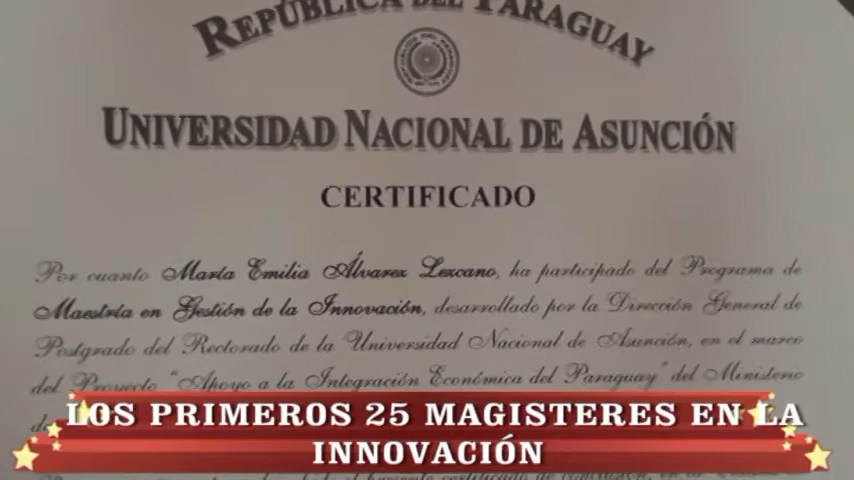 REPÚBLICA DEL PARAGUAY
UNIVERSIDAD NACIONAL DE ASUNCIÓN
CERTIFICADO
Por cuanto María Emilia Álvarez Lezcano, ha participado del Programa de
Maestría en Gestión de la Innovación, desarrollado por la Dirección General de
Postgrado del Rectorado de la Universidad Nacional de Asunción, en el marco
del Proyecto "Apoyo a la Integración Económica del Paraguay" del Ministerio
LOS PRIMEROS 25 MAGISTERES EN LA
INNOVACIÓN